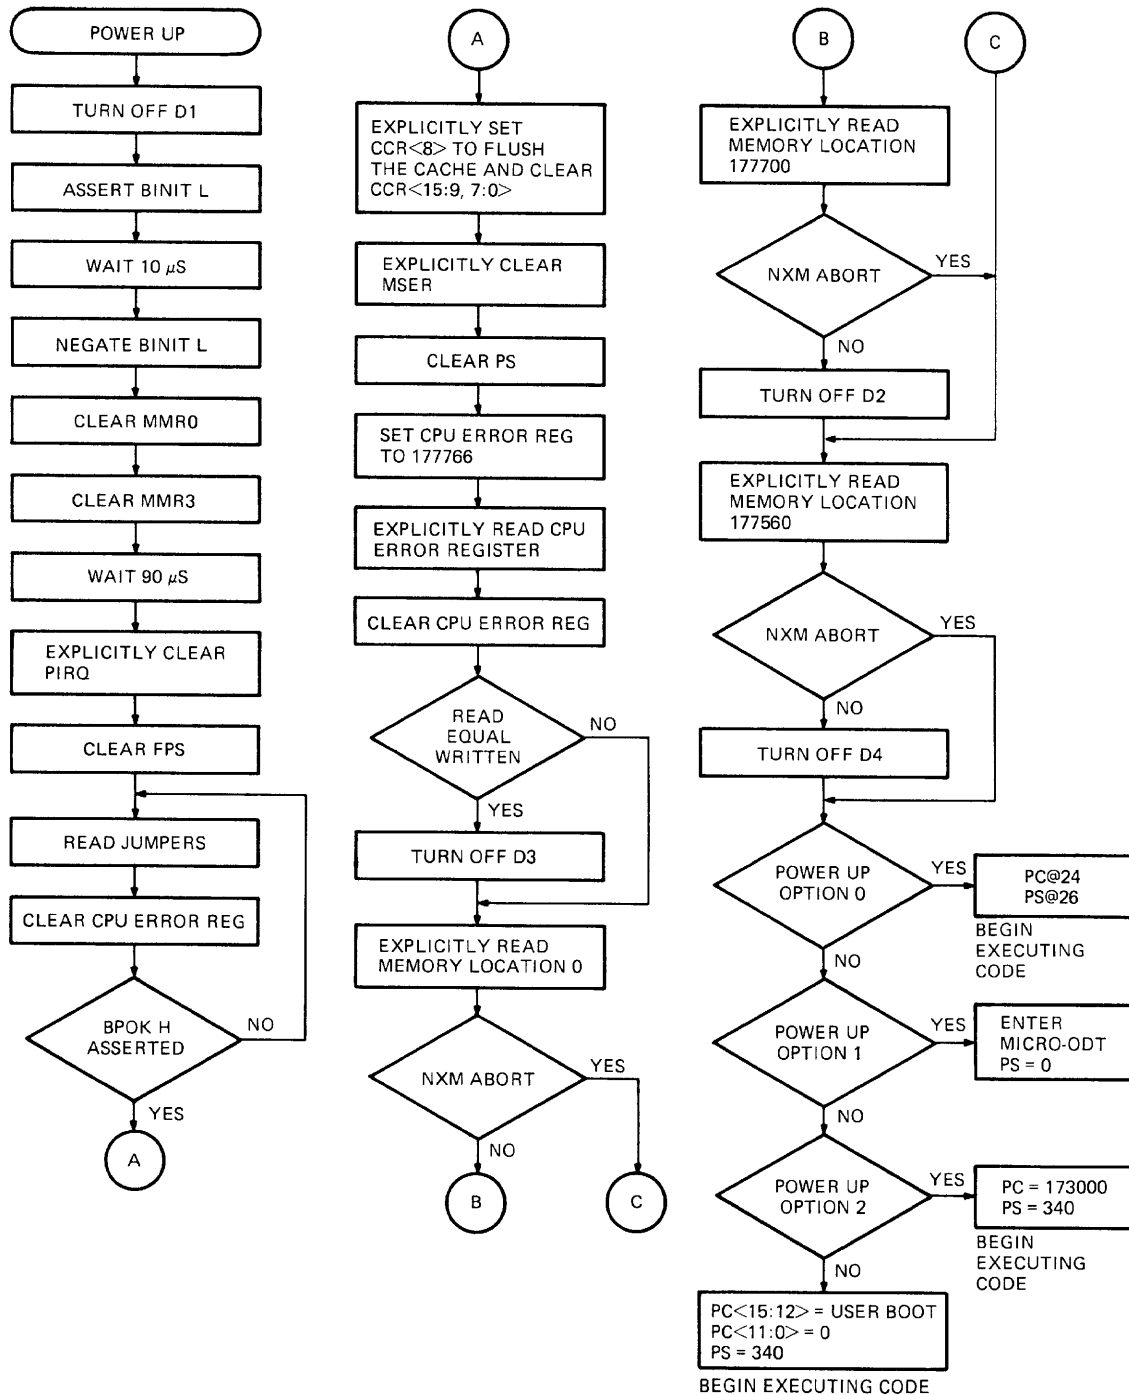 POWER UP
TURN OFF D1
ASSERT BINIT L
WAIT 10 μS
NEGATE BINIT L
CLEAR MMR0
CLEAR MMR3
WAIT 90 μS
EXPLICITLY CLEAR
PIRQ
CLEAR FPS
READ JUMPERS
CLEAR CPU ERROR REG
BPOK H
ASSERTED
NO
YES
A
A
EXPLICITLY SET
CCR<8> TO FLUSH
THE CACHE AND CLEAR
CCR<15:9, 7:0>
EXPLICITLY CLEAR
MSER
CLEAR PS
SET CPU ERROR REG
TO 177766
EXPLICITLY READ CPU
ERROR REGISTER
CLEAR CPU ERROR REG
READ
EQUAL
WRITTEN
NO
YES
TURN OFF D3
EXPLICITLY READ
MEMORY LOCATION 0
NXM ABORT
YES
NO
B
C
B
C
EXPLICITLY READ
MEMORY LOCATION
177700
NXM ABORT
YES
NO
TURN OFF D2
EXPLICITLY READ
MEMORY LOCATION
177560
NXM ABORT
YES
NO
TURN OFF D4
POWER UP
OPTION 0
YES
PC@24
PS@26
BEGIN
EXECUTING
CODE
NO
POWER UP
OPTION 1
YES
ENTER
MICRO-ODT
PS = 0
NO
POWER UP
OPTION 2
YES
PC = 173000
PS = 340
BEGIN
EXECUTING
CODE
NO
PC<15:12> = USER BOOT
PC<11:0> = 0
PS = 340
BEGIN EXECUTING CODE